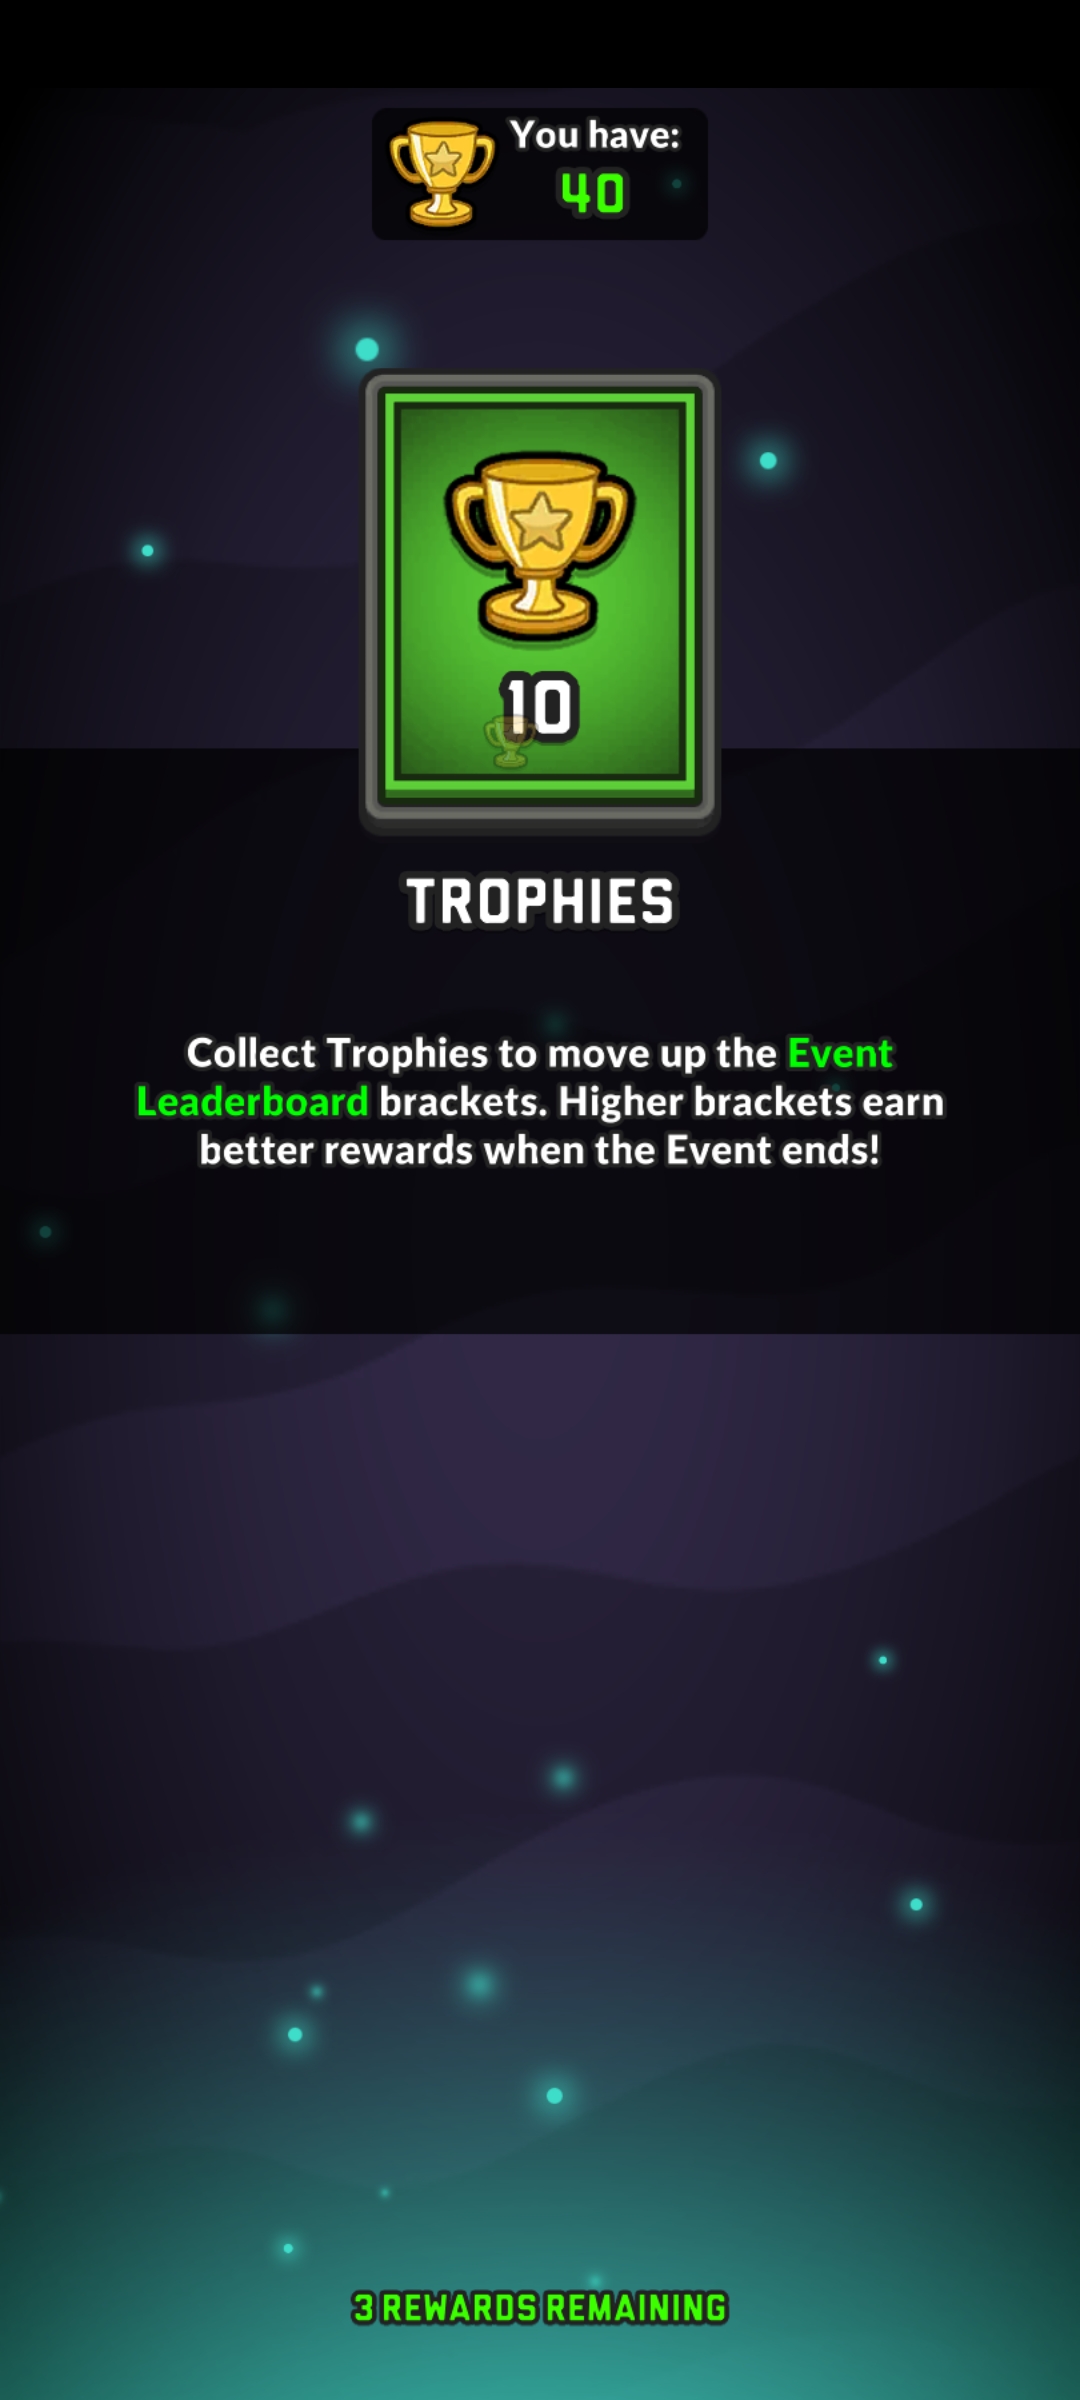 You have:
40
10
TROPHIES
Collect Trophies to move up the Event
Leaderboard brackets. Higher brackets earn
better rewards when the Event ends!
3 REWARDS REMAINING